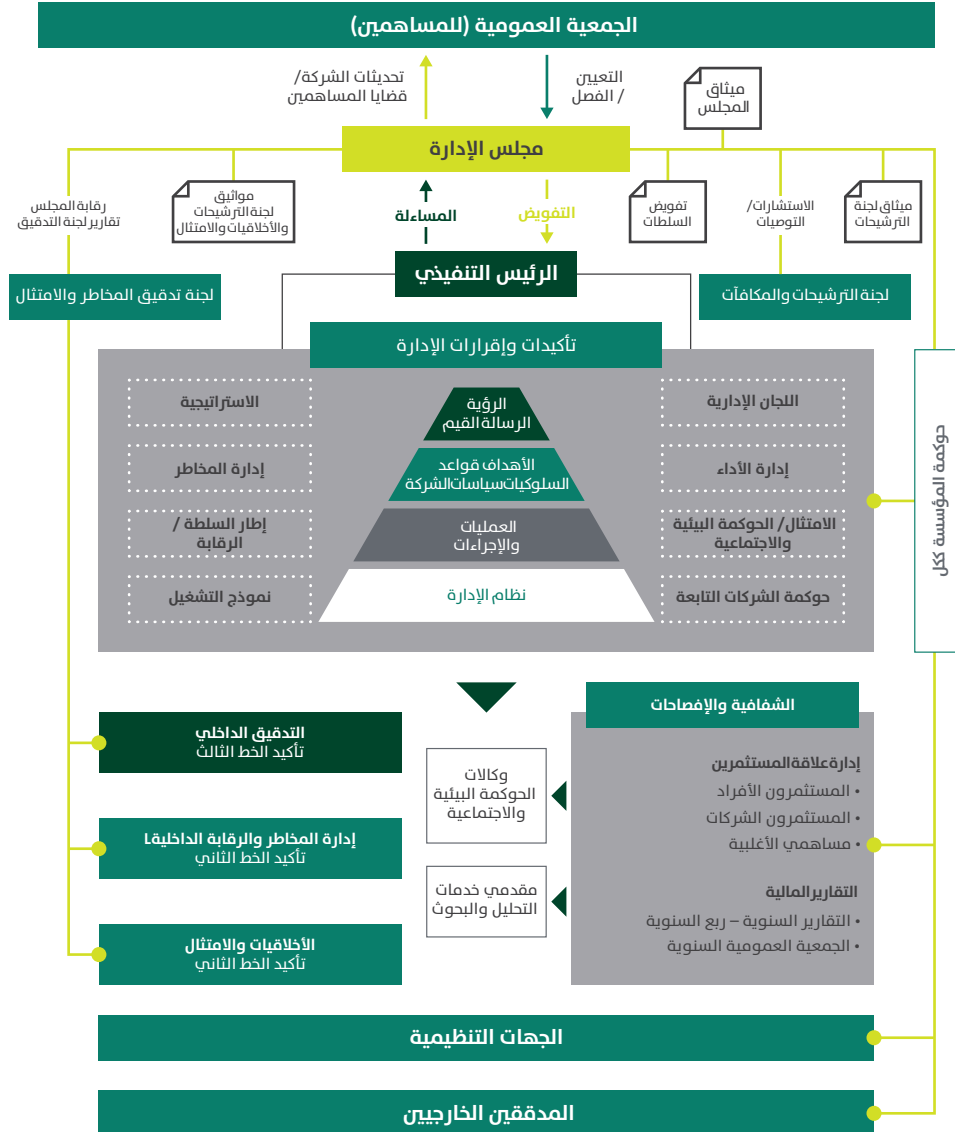 الجمعية العمومية (للمساهمين)
التعيين
/ الفصل
تحديثات الشركة/
قضايا المساهمين
ميثاق
المجلس
مجلس الإدارة
ميثاق لجنة
الترشيحات
الاستشارات/
التوصيات
تفويض
السلطات
التفويض
المساءلة
مواثيق
لجنة الترشيحات
والأخلاقيات والامتثال
رقابة المجلس
تقارير لجنة التدقيق
الرئيس التنفيذي
لجنة الترشيحات والمكافآت
لجنة تدقيق المخاطر والامتثال
تأكيدات وإقرارات الإدارة
حوكمة المؤسسة ككل
اللجان الإدارية
إدارة الأداء
الامتثال/ الحوكمة البيئية
والاجتماعية
حوكمة الشركات التابعة
الرؤية
الرسالة القيم
الأهداف قواعد
السلوكيات سياسات الشركة
العمليات
والإجراءات
نظام الإدارة
الاستراتيجية
إدارة المخاطر
إطار السلطة /
الرقابة
نموذج التشغيل
الشفافية والإفصاحات
إدارة علاقة المستثمرين
• المستثمرون الأفراد
• المستثمرون الشركات
• مساهمي الأغلبية
التقارير المالية
• التقارير السنوية – ربع السنوية
• الجمعية العمومية السنوية
وكالات
الحوكمة البيئية
والاجتماعية
مقدمي خدمات
التحليل والبحوث
التدقيق الداخلي
تأكيد الخط الثالث
إدارة المخاطر والرقابة الداخلية
تأكيد الخط الثاني
الأخلاقيات والامتثال
تأكيد الخط الثاني
الجهات التنظيمية
المدققين الخارجيين